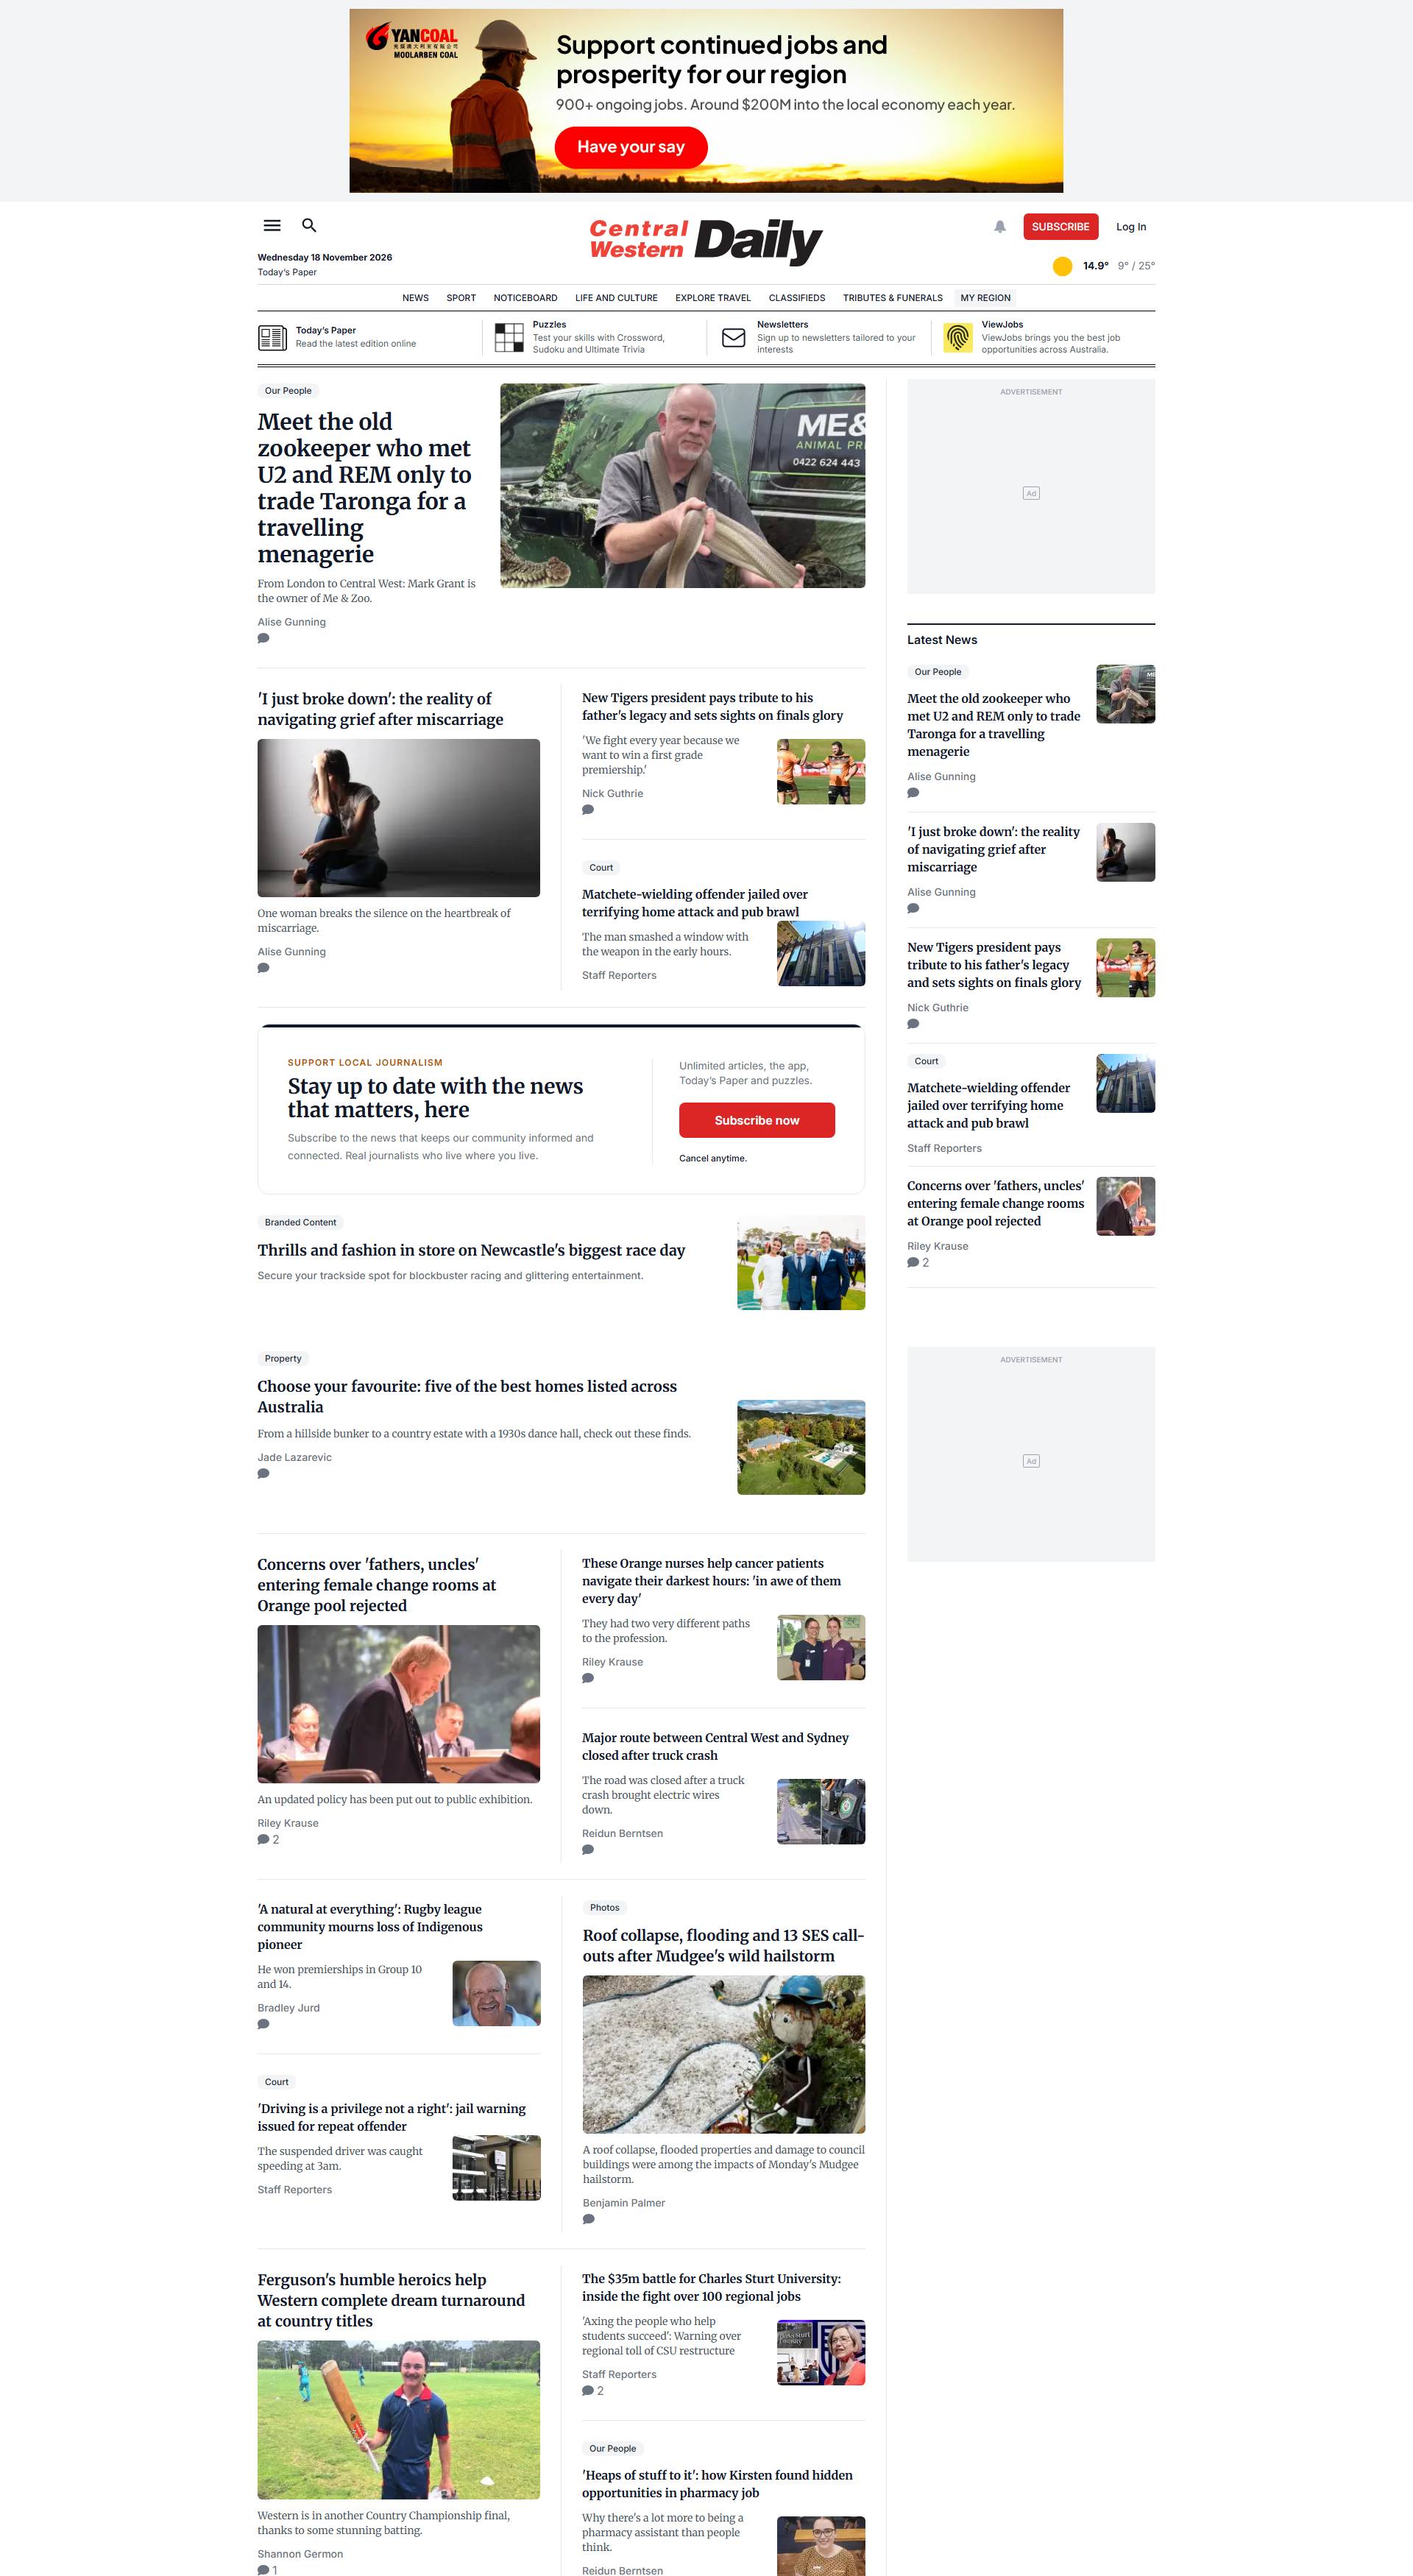 YANCOAL
MOOLARBEN COAL
Support continued jobs and
prosperity for our region
900+ ongoing jobs. Around $200M into the local economy each year.
Have your say
Central
Western
Daily
SUBSCRIBE
Log In
Wednesday 18 November 2026
Today's Paper
14.9° 9° / 25°
NEWS SPORT NOTICEBOARD LIFE AND CULTURE EXPLORE TRAVEL CLASSIFIEDS TRIBUTES & FUNERALS MY REGION
Today's Paper
Read the latest edition online
Puzzles
Test your skills with Crossword,
Sudoku and Ultimate Trivia
Newsletters
Sign up to newsletters tailored to your
interests
ViewJobs
ViewJobs brings you the best job
opportunities across Australia.
Our People
Meet the old
zookeeper who met
U2 and REM only to
trade Taronga for a
travelling
menagerie
From London to Central West: Mark Grant is
the owner of Me & Zoo.
Alise Gunning
ME&
ANIMAL PR
0422 624 443
'I just broke down': the reality of
navigating grief after miscarriage
One woman breaks the silence on the heartbreak of
miscarriage.
Alise Gunning
New Tigers president pays tribute to his
father's legacy and sets sights on finals glory
'We fight every year because we
want to win a first grade
premiership.'
Nick Guthrie
Court
Matchete-wielding offender jailed over
terrifying home attack and pub brawl
The man smashed a window with
the weapon in the early hours.
Staff Reporters
SUPPORT LOCAL JOURNALISM
Stay up to date with the news
that matters, here
Subscribe to the news that keeps our community informed and
connected. Real journalists who live where you live.
Unlimited articles, the app,
Today's Paper and puzzles.
Subscribe now
Cancel anytime.
Branded Content
Thrills and fashion in store on Newcastle's biggest race day
Secure your trackside spot for blockbuster racing and glittering entertainment.
Property
Choose your favourite: five of the best homes listed across
Australia
From a hillside bunker to a country estate with a 1930s dance hall, check out these finds.
Jade Lazarevic
Concerns over 'fathers, uncles'
entering female change rooms at
Orange pool rejected
An updated policy has been put out to public exhibition.
Riley Krause
2
These Orange nurses help cancer patients
navigate their darkest hours: 'in awe of them
every day'
They had two very different paths
to the profession.
Riley Krause
Major route between Central West and Sydney
closed after truck crash
The road was closed after a truck
crash brought electric wires
down.
Reidun Berntsen
'A natural at everything': Rugby league
community mourns loss of Indigenous
pioneer
He won premierships in Group 10
and 14.
Bradley Jurd
Court
'Driving is a privilege not a right': jail warning
issued for repeat offender
The suspended driver was caught
speeding at 3am.
Staff Reporters
Photos
Roof collapse, flooding and 13 SES call-
outs after Mudgee's wild hailstorm
A roof collapse, flooded properties and damage to council
buildings were among the impacts of Monday's Mudgee
hailstorm.
Benjamin Palmer
Ferguson's humble heroics help
Western complete dream turnaround
at country titles
Western is in another Country Championship final,
thanks to some stunning batting.
Shannon Germon
1
The $35m battle for Charles Sturt University:
inside the fight over 100 regional jobs
'Axing the people who help
students succeed': Warning over
regional toll of CSU restructure
Staff Reporters
2
Our People
'Heaps of stuff to it': how Kirsten found hidden
opportunities in pharmacy job
Why there's a lot more to being a
pharmacy assistant than people
think.
Reidun Berntsen
ADVERTISEMENT
Ad
Latest News
Our People
Meet the old zookeeper who
met U2 and REM only to trade
Taronga for a travelling
menagerie
Alise Gunning
'I just broke down': the reality
of navigating grief after
miscarriage
Alise Gunning
New Tigers president pays
tribute to his father's legacy
and sets sights on finals glory
Nick Guthrie
Court
Matchete-wielding offender
jailed over terrifying home
attack and pub brawl
Staff Reporters
Concerns over 'fathers, uncles'
entering female change rooms
at Orange pool rejected
Riley Krause
2
ADVERTISEMENT
Ad